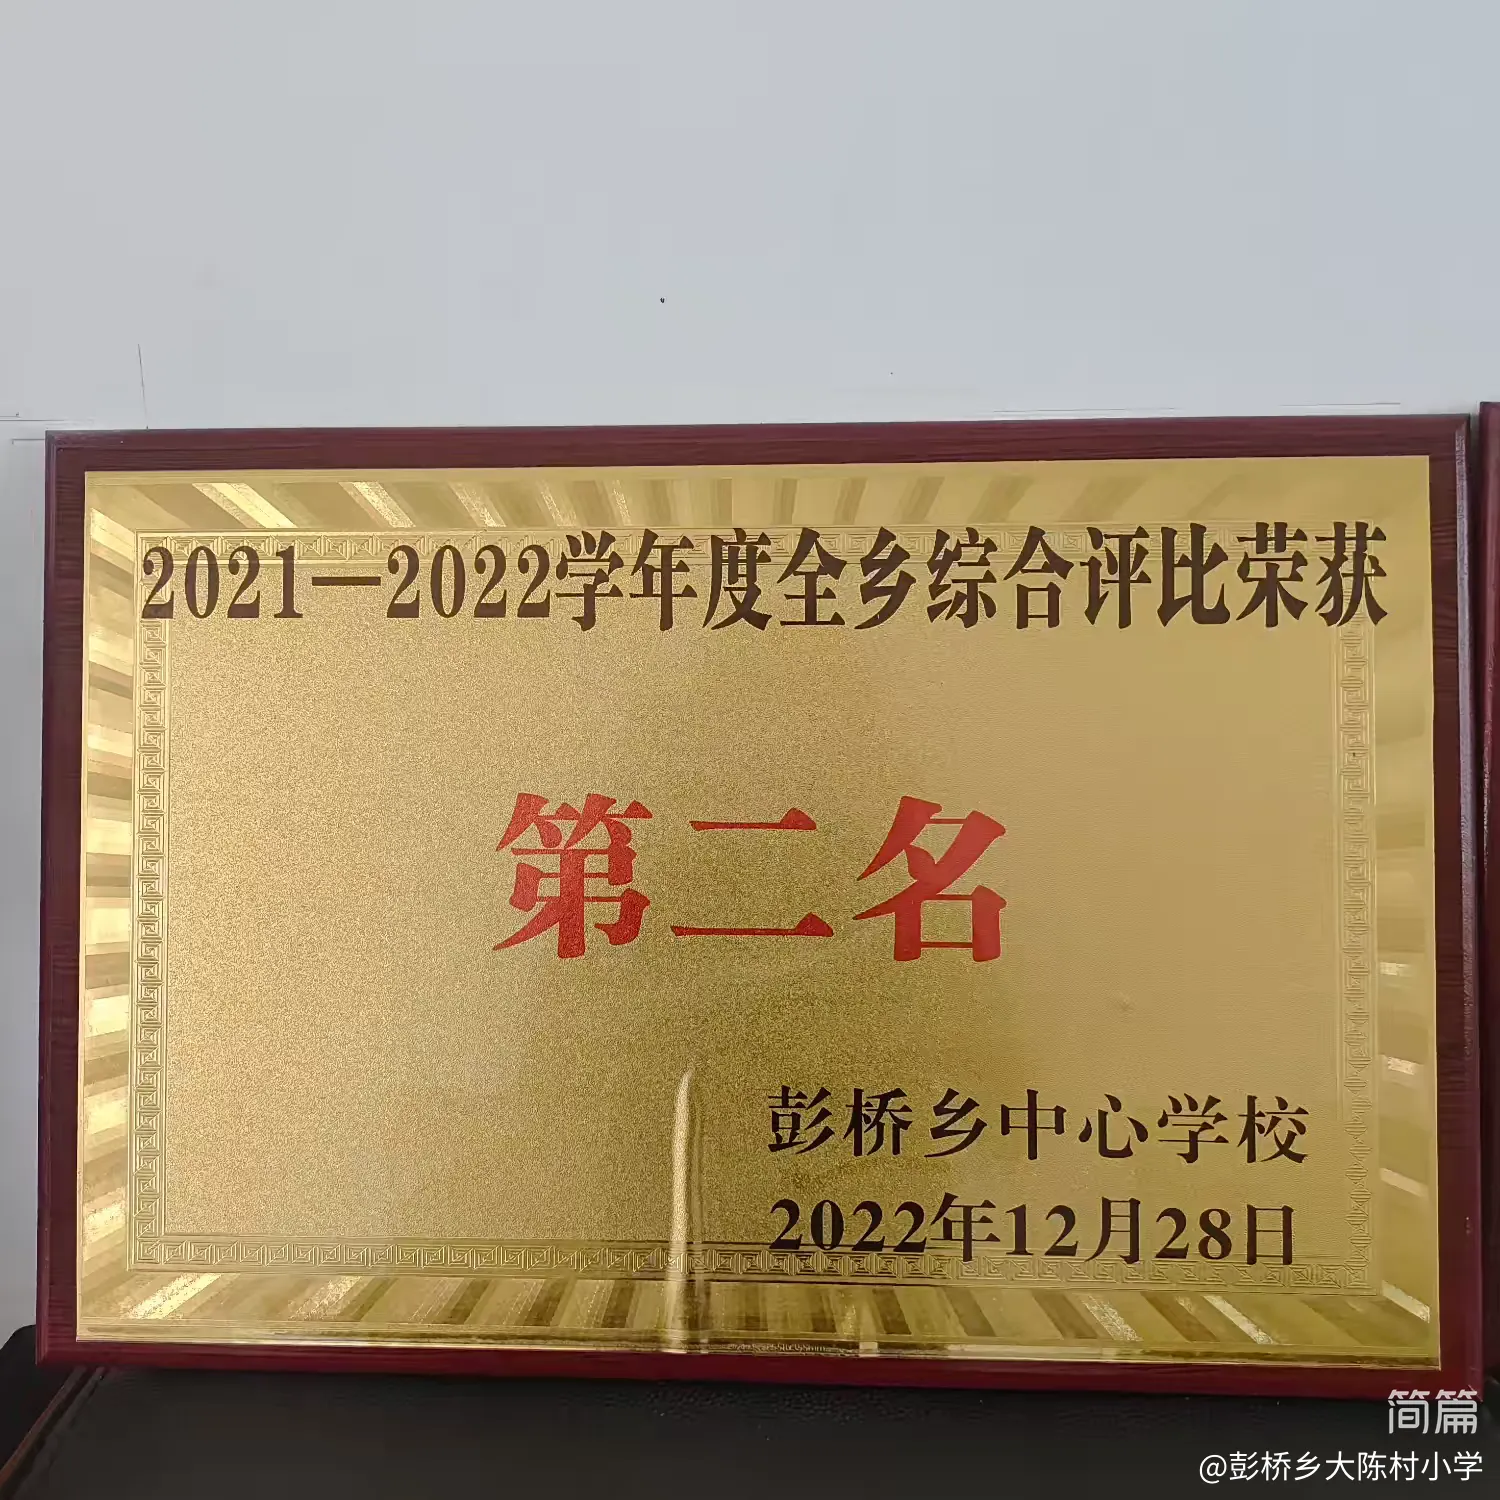 2021—2022学年度全乡综合评比荣获
第二名
彭桥乡中心学校
2022年12月28日
简篇
@彭桥乡大陈村小学